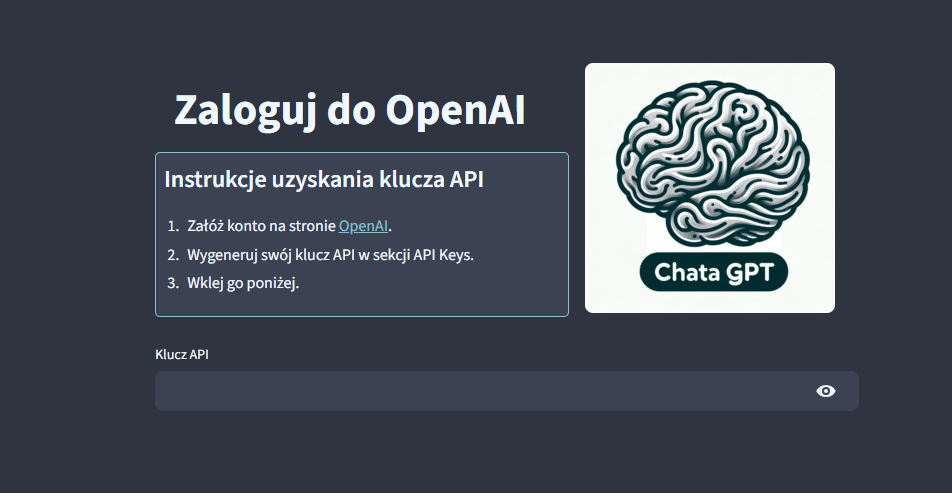 Zaloguj do OpenAI
Instrukcje uzyskania klucza API
1. Załóż konto na stronie OpenAI.
2. Wygeneruj swój klucz API w sekcji API Keys.
3. Wklej go poniżej.
Chata GPT
Klucz API